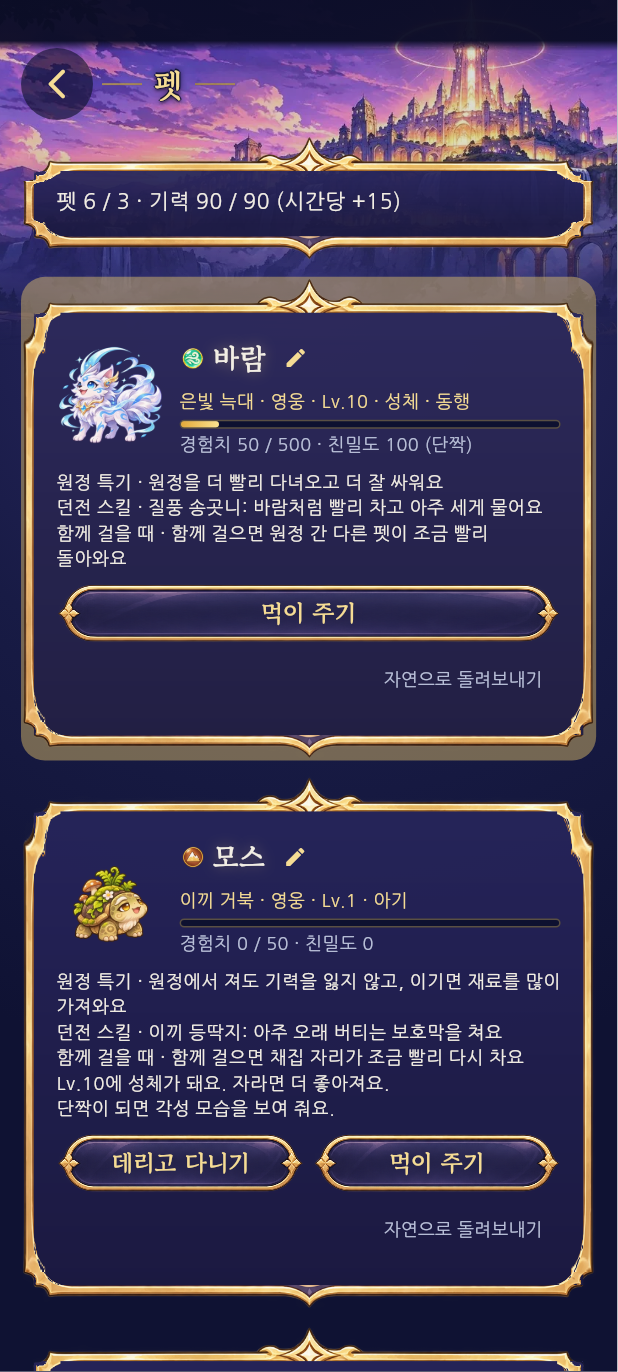 펫
펫 6 / 3 · 기력 90 / 90 (시간당 +15)
바람
은빛 늑대 · 영웅 · Lv.10 · 성체 · 동행
경험치 50 / 500 · 친밀도 100 (단짝)
원정 특기 · 원정을 더 빨리 다녀오고 더 잘 싸워요
던전 스킬 · 질풍 송곳니: 바람처럼 빨리 차고 아주 세게 물어요
함께 걸을 때 · 함께 걸으면 원정 간 다른 펫이 조금 빨리
돌아와요
먹이 주기
자연으로 돌려보내기
모스
이끼 거북 · 영웅 · Lv.1 · 아기
경험치 0 / 50 · 친밀도 0
원정 특기 · 원정에서 져도 기력을 잃지 않고, 이기면 재료를 많이
가져와요
던전 스킬 · 이끼 등딱지: 아주 오래 버티는 보호막을 쳐요
함께 걸을 때 · 함께 걸으면 채집 자리가 조금 빨리 다시 차요
Lv.10에 성체가 돼요. 자라면 더 좋아져요.
단짝이 되면 각성 모습을 보여 줘요.
데리고 다니기
먹이 주기
자연으로 돌려보내기